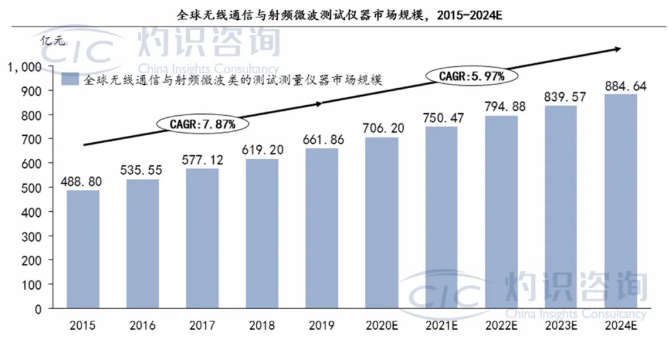 全球无线通信与射频微波测试仪器市场规模, 2015-2024E
亿元
CIC 灼识咨询
China Insights Consultancy
全球无线通信与射频微波类的测试测量仪器市场规模
CAGR:7.87%
CAGR:5.97%
1,000
900
800
700
600
500
400
300
200
100
0
488.80
535.55
577.12
619.20
661.86
706.20
750.47
794.88
839.57
884.64
CIC 灼识咨询
China Insights Consultancy
2015 2016 2017 2018 2019 2020E 2021E 2022E 2023E 2024E